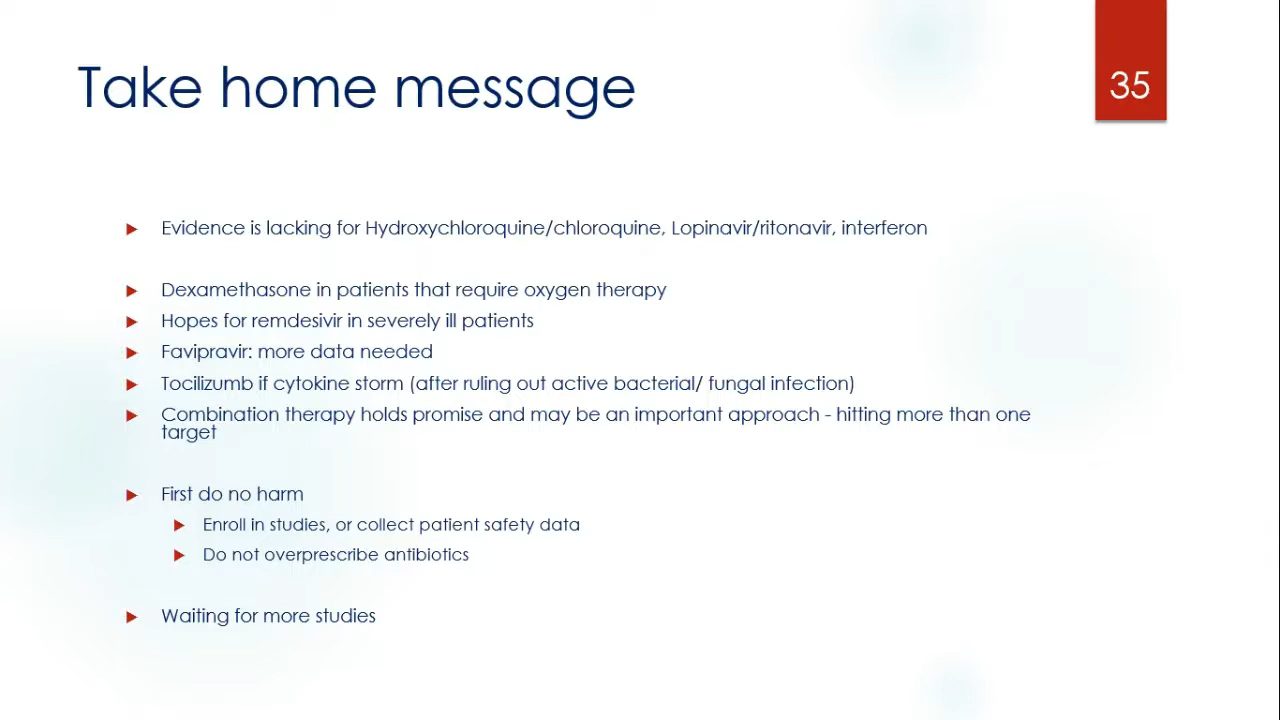 Take home message
35
Evidence is lacking for Hydroxychloroquine/chloroquine, Lopinavir/ritonavir, interferon
Dexamethasone in patients that require oxygen therapy
Hopes for remdesivir in severely ill patients
Favipravir: more data needed
Tocilizumb if cytokine storm (after ruling out active bacterial/ fungal infection)
Combination therapy holds promise and may be an important approach - hitting more than one
target
First do no harm
Enroll in studies, or collect patient safety data
Do not overprescribe antibiotics
Waiting for more studies